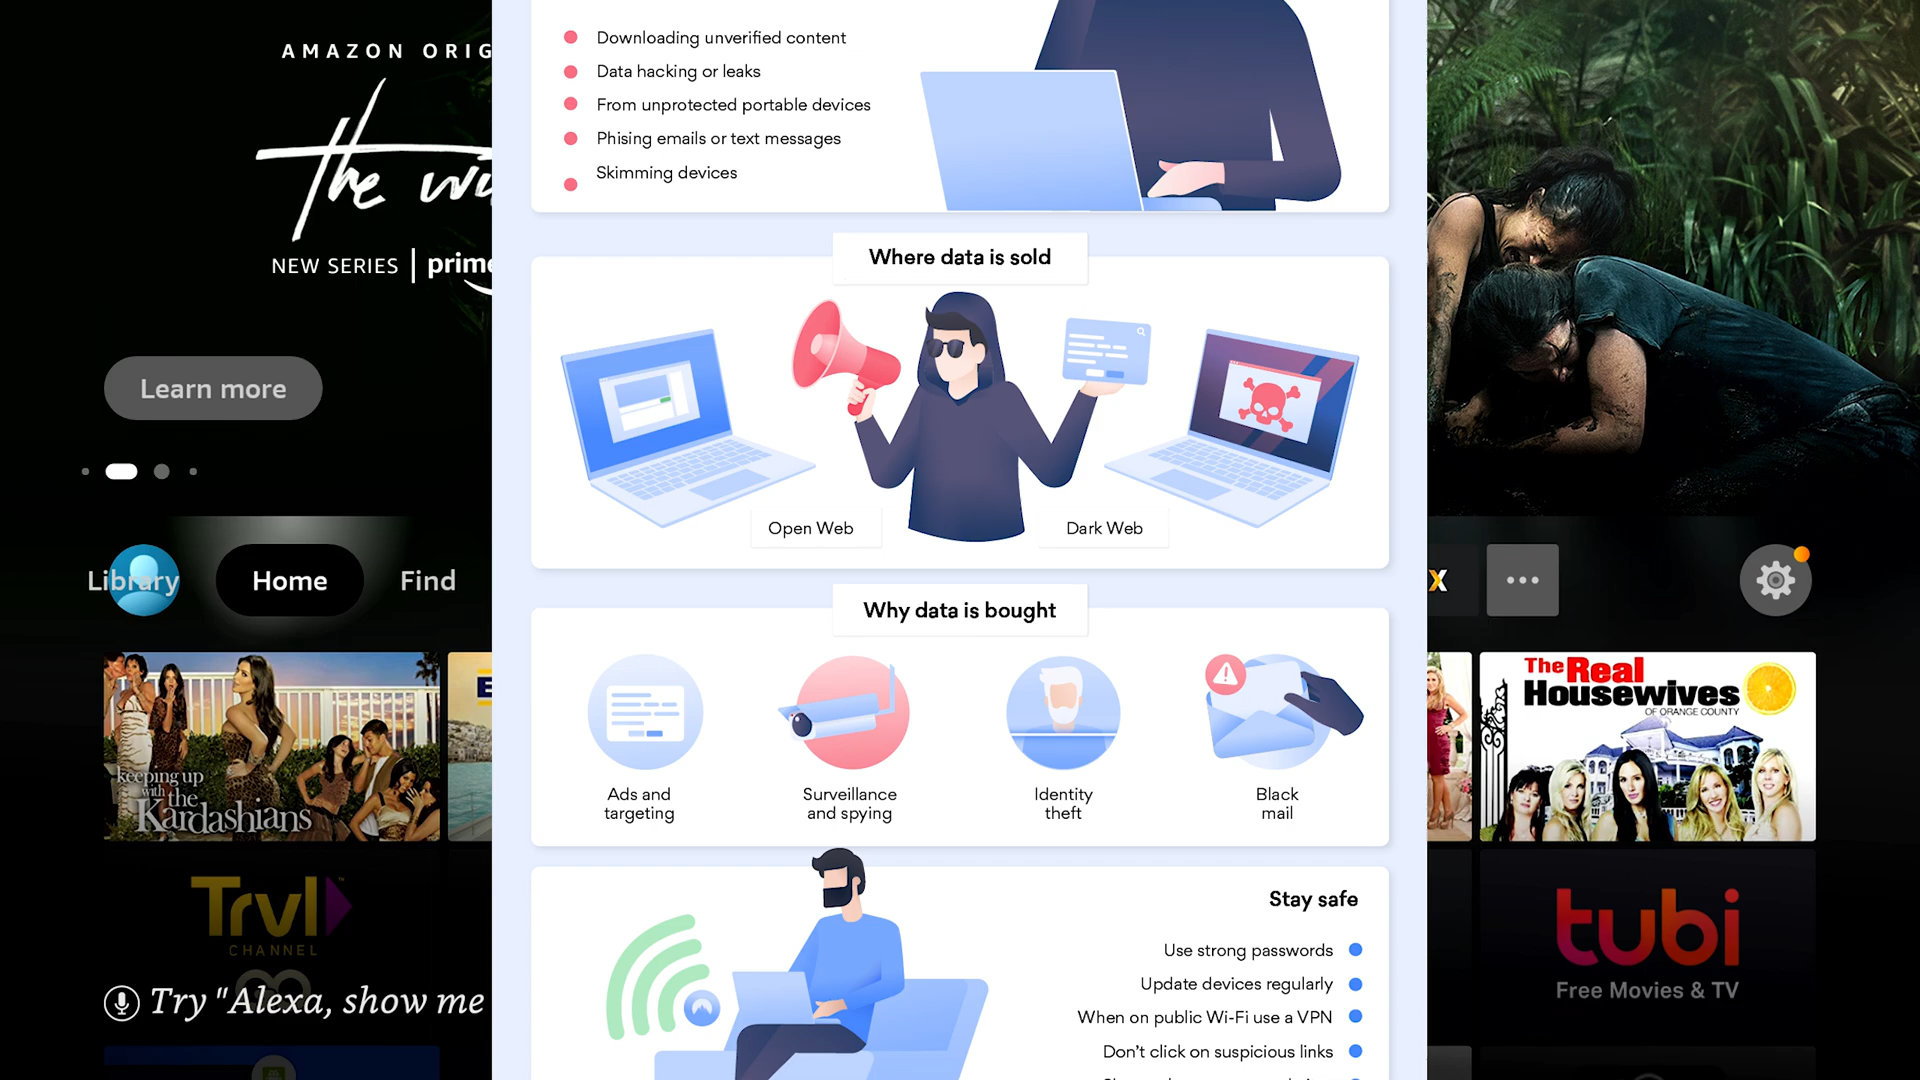 AMAZON ORIG
the wi
NEW SERIES | prime
Learn more
Library
Home
Find
keeping up
with the
Kardashians
Trvl
CHANNEL
Try "Alexa, show me
Downloading unverified content
Data hacking or leaks
From unprotected portable devices
Phising emails or text messages
Skimming devices
Where data is sold
Open Web
Dark Web
Why data is bought
Ads and
targeting
Surveillance
and spying
Identity
theft
Black
mail
Stay safe
Use strong passwords
Update devices regularly
When on public Wi-Fi use a VPN
Don't click on suspicious links
X
The Real
Housewives
OF ORANGE COUNTY
tubi
Free Movies & TV